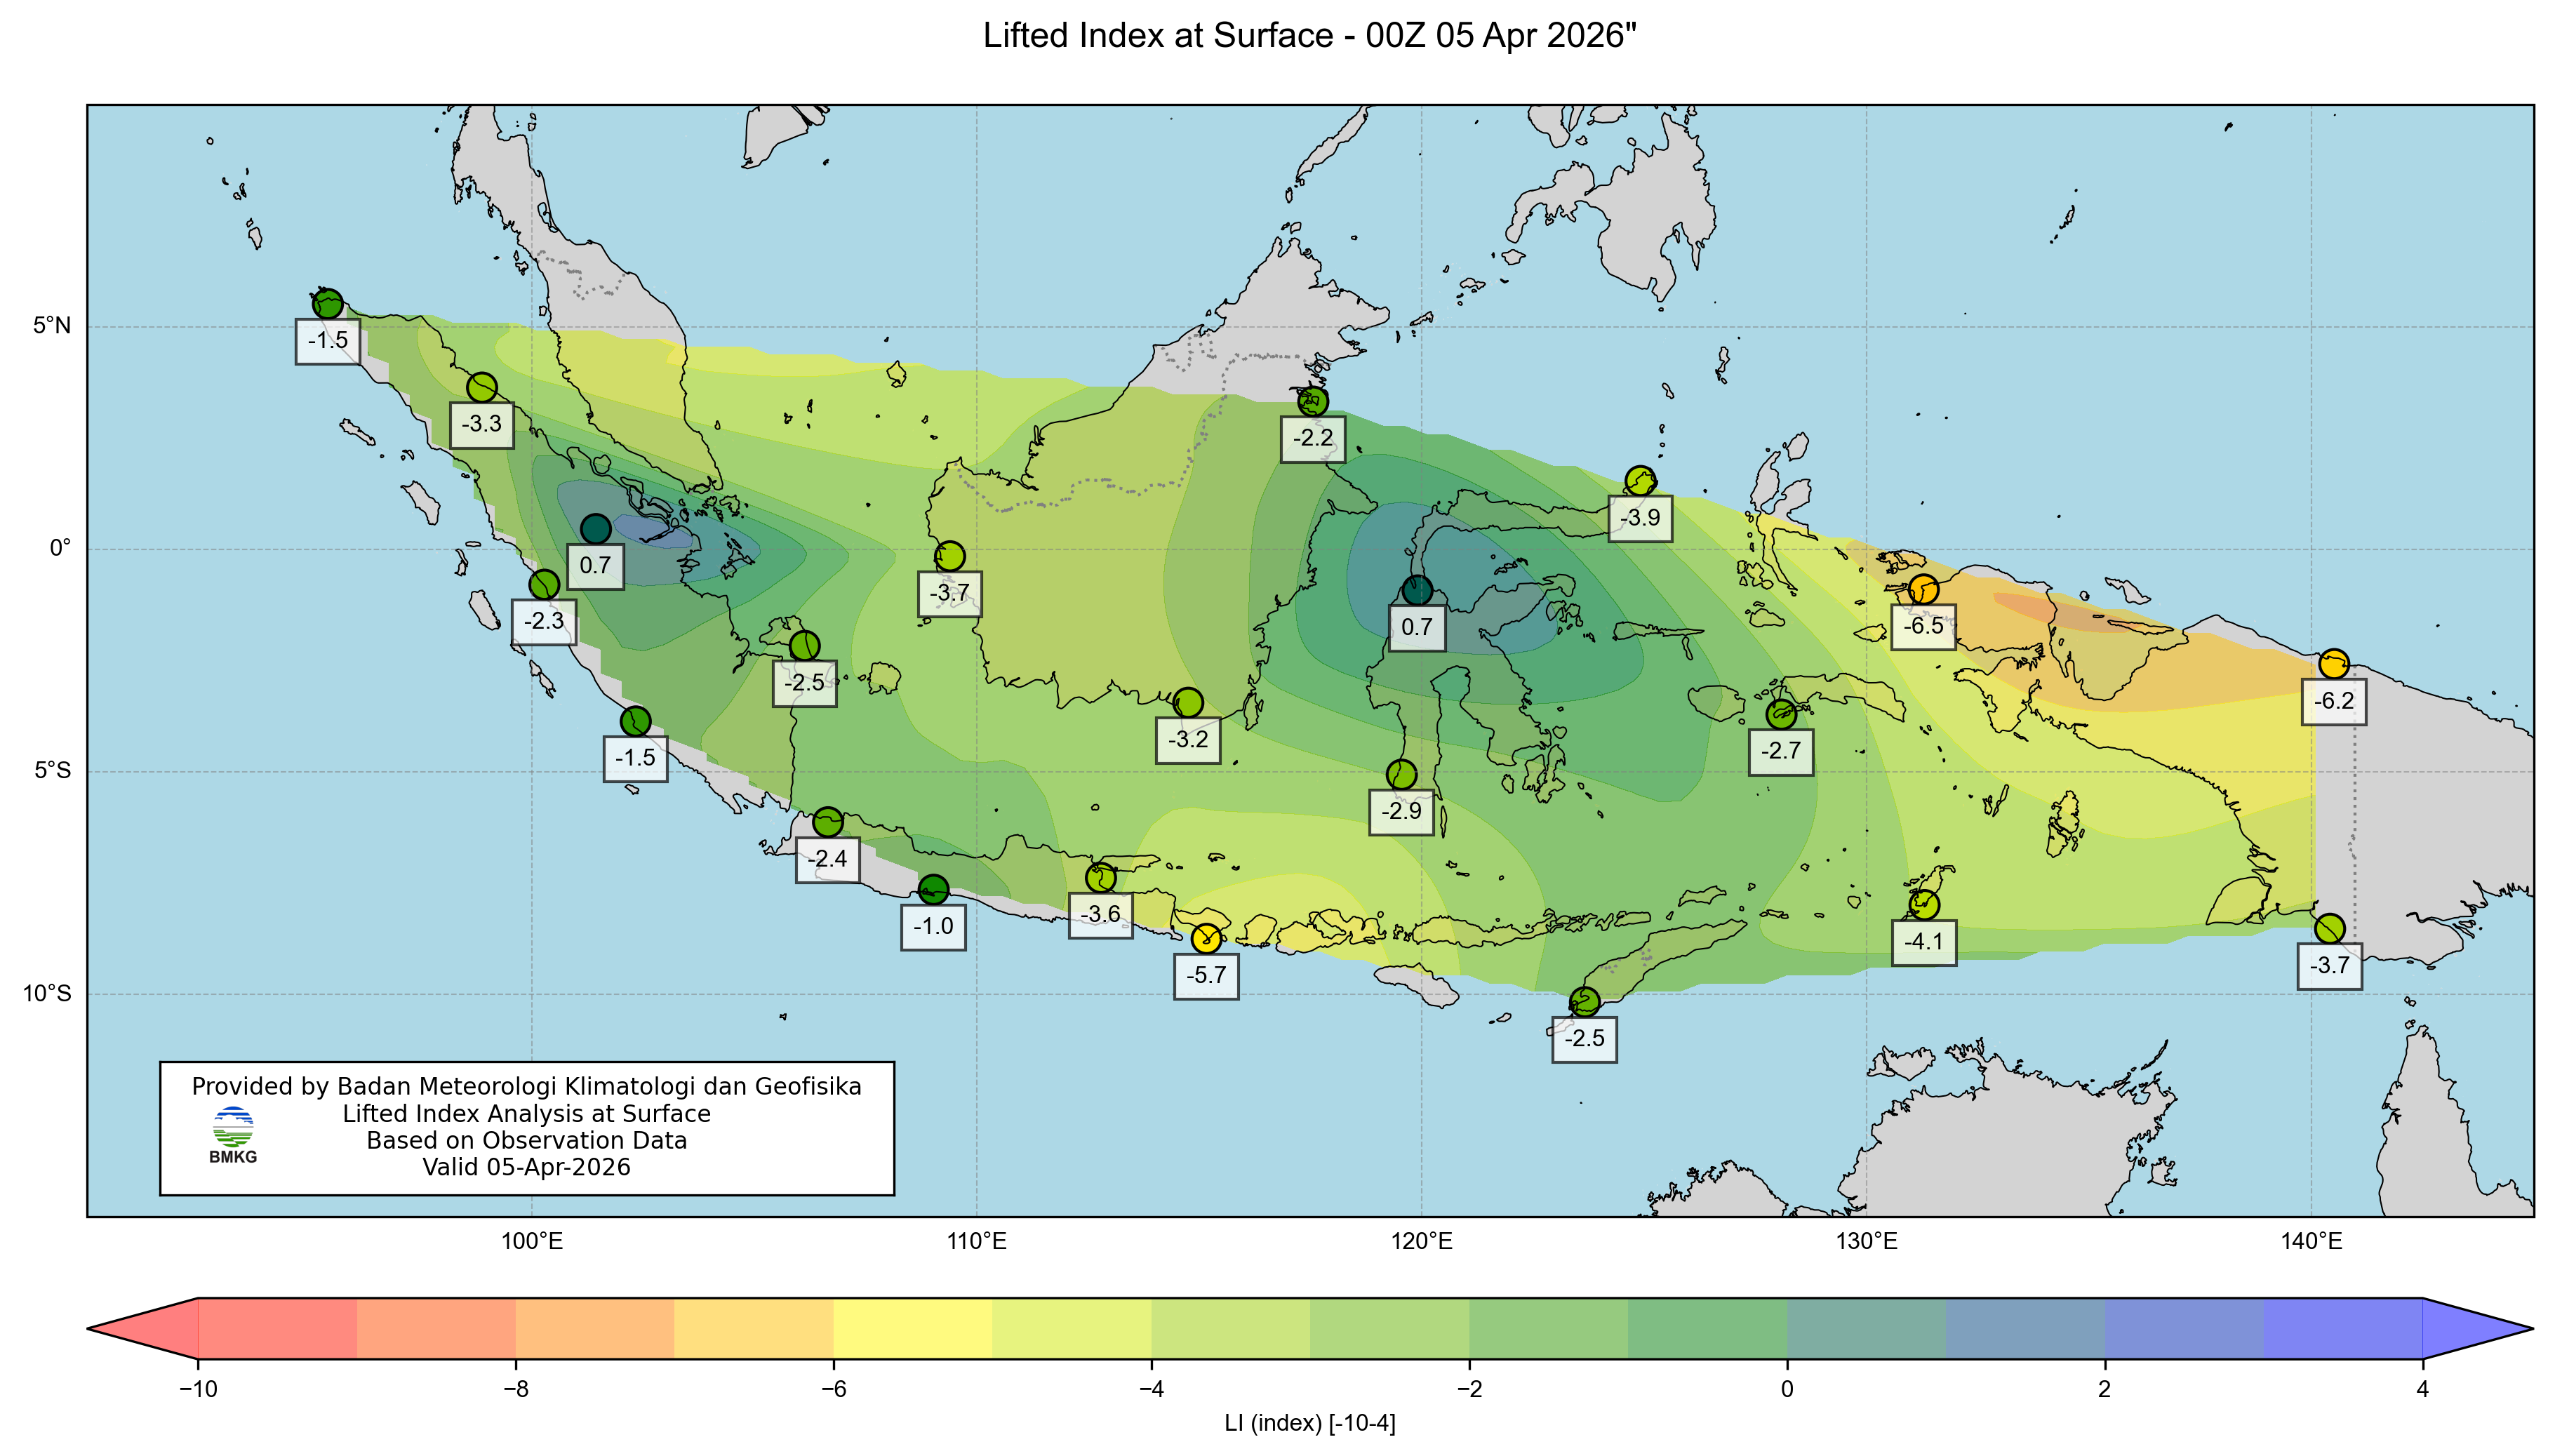 Lifted Index at Surface - 00Z 05 Apr 2026"
5°N
0°
5°S
10°S
-1.5
-3.3
-2.2
-3.9
0.7
-3.7
-2.3
0.7
-6.5
-2.5
-6.2
-3.2
-2.7
-1.5
-2.9
-2.4
-3.6
-1.0
-4.1
-5.7
-3.7
-2.5
Provided by Badan Meteorologi Klimatologi dan Geofisika
Lifted Index Analysis at Surface
Based on Observation Data
Valid 05-Apr-2026
BMKG
100°E
110°E
120°E
130°E
140°E
−10
−8
−6
−4
−2
0
2
4
LI (index) [-10-4]